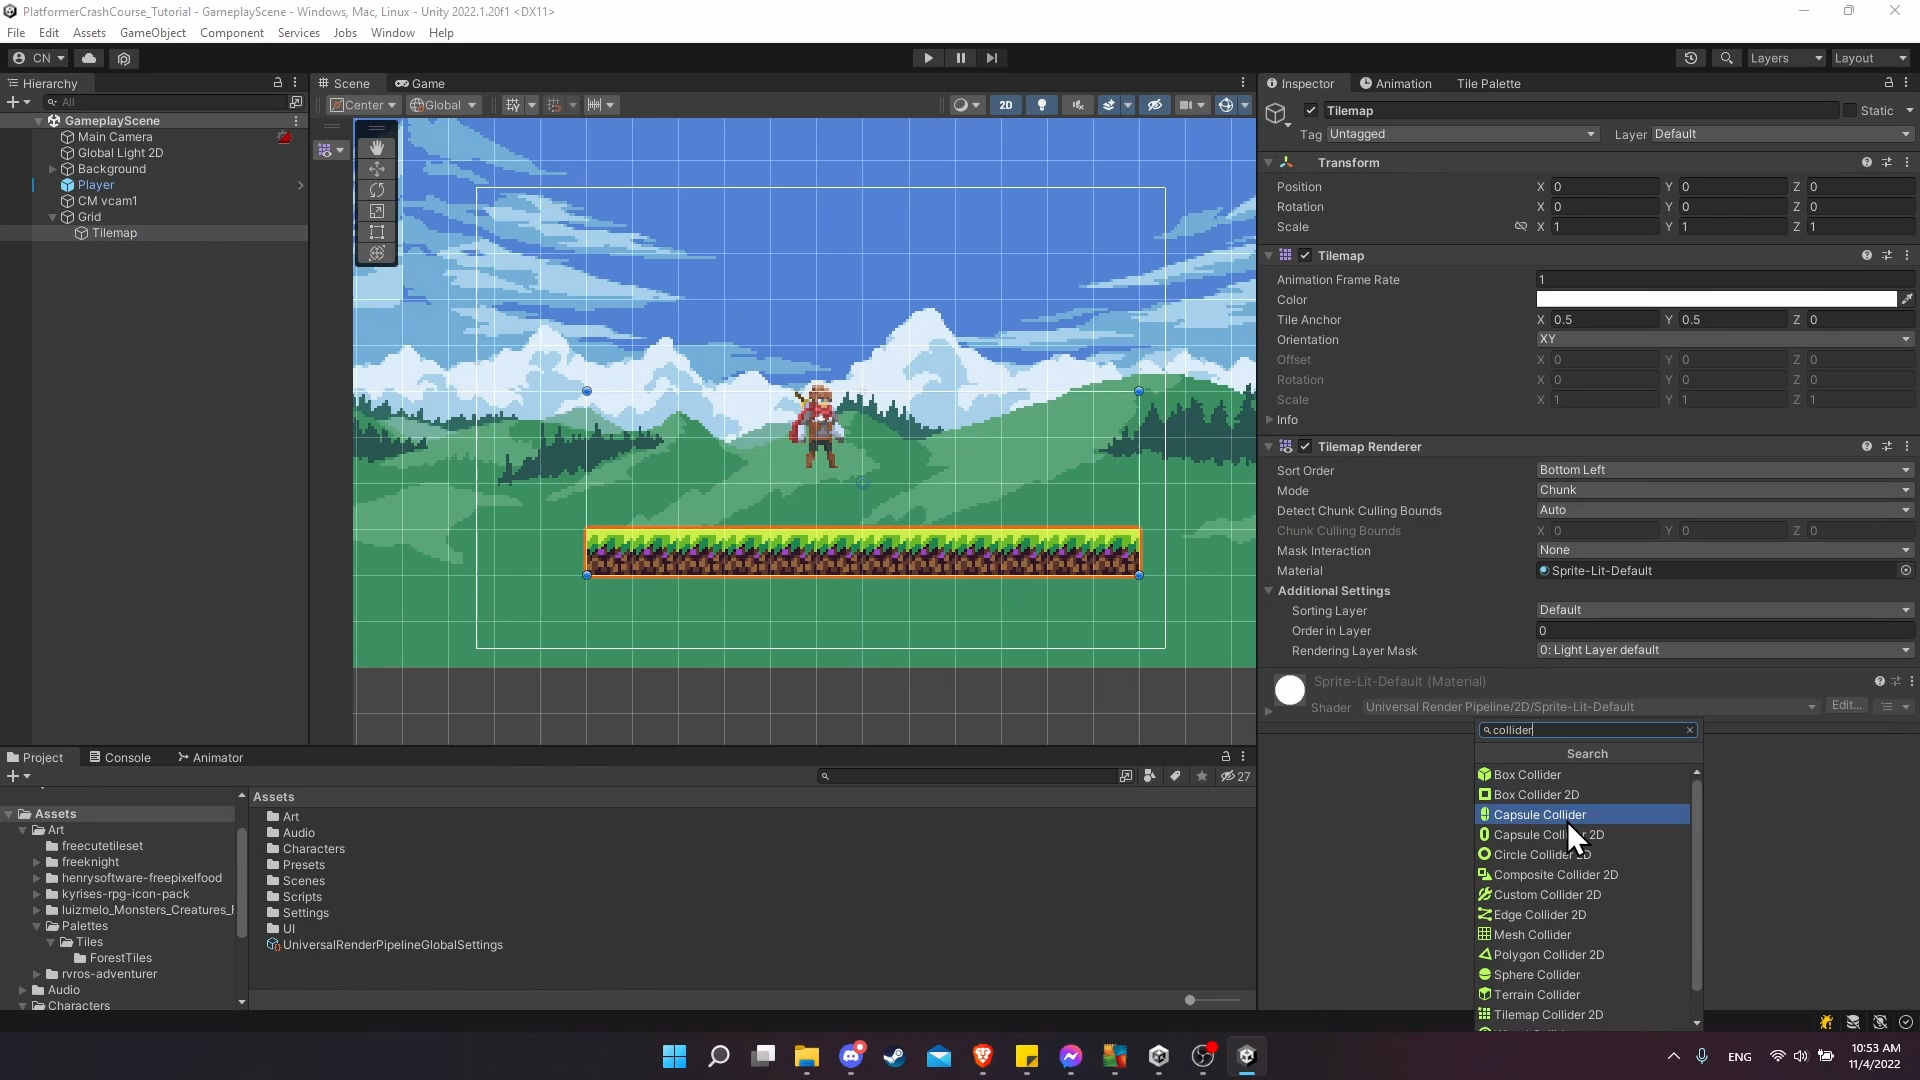 PlatformerCrashCourse_Tutorial - GameplayScene - Windows, Mac, Linux - Unity 2022.1.20f1 <DX11>
File Edit Assets GameObject Component Services Jobs Window Help
CN Layers Layout
Hierarchy
All
GameplayScene
Main Camera
Global Light 2D
Background
Player
CM vcam1
Grid
Tilemap
Scene Game
Center Global 2D
Inspector Animation Tile Palette
Tilemap Static
Tag Untagged Layer Default
Transform
Position X 0 Y 0 Z 0
Rotation X 0 Y 0 Z 0
Scale X 1 Y 1 Z 1
Tilemap
Animation Frame Rate 1
Color
Tile Anchor X 0.5 Y 0.5 Z 0
Orientation XY
Offset X 0 Y 0 Z 0
Rotation X 0 Y 0 Z 0
Scale X 1 Y 1 Z 1
Info
Tilemap Renderer
Sort Order Bottom Left
Mode Chunk
Detect Chunk Culling Bounds Auto
Chunk Culling Bounds X 0 Y 0 Z 0
Mask Interaction None
Material Sprite-Lit-Default
Additional Settings
Sorting Layer Default
Order in Layer 0
Rendering Layer Mask 0: Light Layer default
Sprite-Lit-Default (Material)
Shader Universal Render Pipeline/2D/Sprite-Lit-Default Edit...
collider
Search
Box Collider
Box Collider 2D
Capsule Collider
Capsule Colli 2D
Circle Collider
Composite Collider 2D
Custom Collider 2D
Edge Collider 2D
Mesh Collider
Polygon Collider 2D
Sphere Collider
Terrain Collider
Tilemap Collider 2D
Project Console Animator
27
Assets
Art
freecutetileset
freeknight
henrysoftware-freepixelfood
kyrises-rpg-icon-pack
luizmelo_Monsters_Creatures_F
Palettes
Tiles
ForestTiles
rvros-adventurer
Audio
Characters
Assets
Art
Audio
Characters
Presets
Scenes
Scripts
Settings
UI
UniversalRenderPipelineGlobalSettings
ENG
10:53 AM
11/4/2022